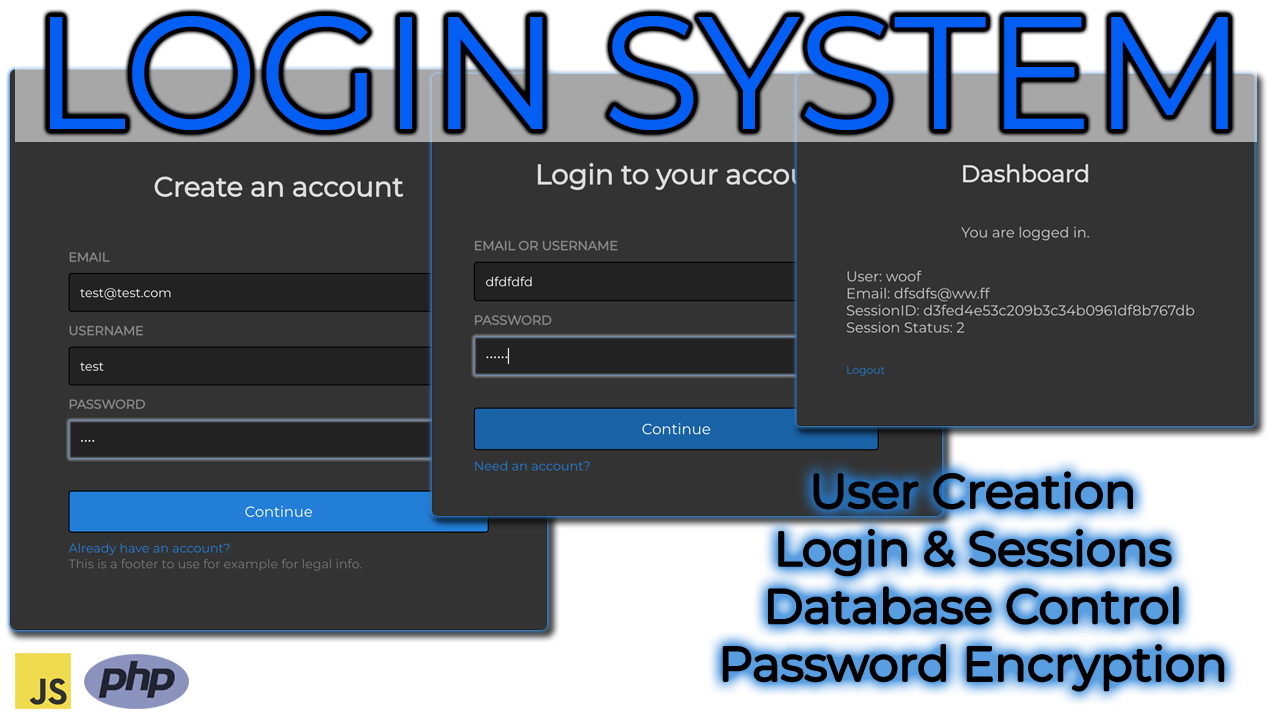 LOGIN SYSTEM
Create an account
EMAIL
test@test.com
USERNAME
test
PASSWORD
....
Continue
Already have an account?
This is a footer to use for example for legal info.
Login to your accou
EMAIL OR USERNAME
dfdfdfd
PASSWORD
......
Continue
Need an account?
Dashboard
You are logged in.
User: woof
Email: dfsdfs@ww.ff
SessionID: d3fed4e53c209b3c34b0961df8b767db
Session Status: 2
Logout
User Creation
Login & Sessions
Database Control
Password Encryption
JS
php